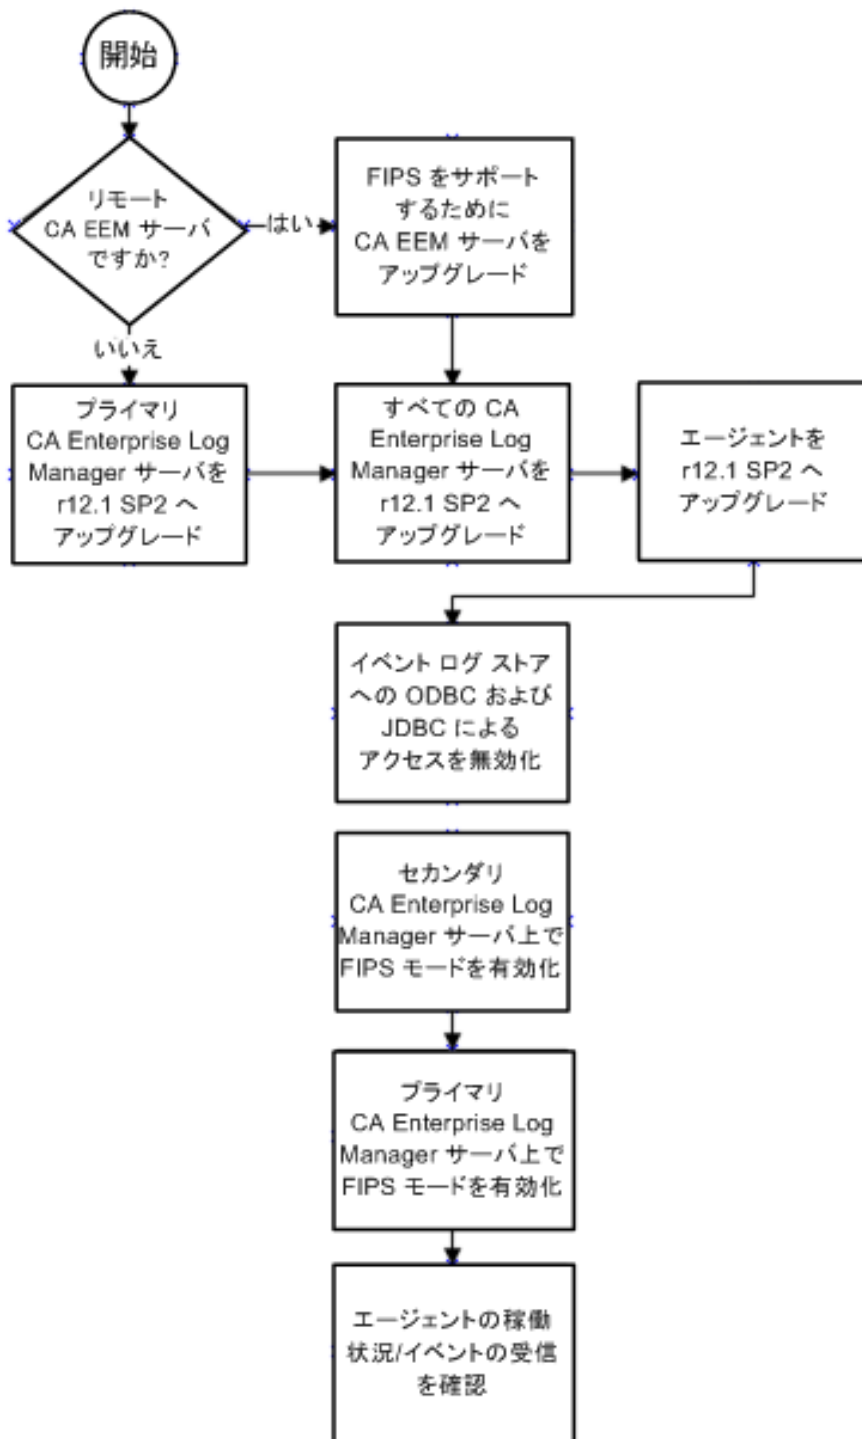 開始
リモート
CA EEM サーバ
ですか?
はい
FIPS をサポート
するために
CA EEM サーバを
アップグレード
いいえ
プライマリ
CA Enterprise Log
Manager サーバを
r12.1 SP2 へ
アップグレード
すべての CA
Enterprise Log
Manager サーバを
r12.1 SP2 へ
アップグレード
エージェントを
r12.1 SP2 へ
アップグレード
イベント ログ ストア
への ODBC および
JDBC による
アクセスを無効化
セカンダリ
CA Enterprise Log
Manager サーバ上で
FIPS モードを有効化
プライマリ
CA Enterprise Log
Manager サーバ上で
FIPS モードを有効化
エージェントの稼働
状況/イベントの受信
を確認